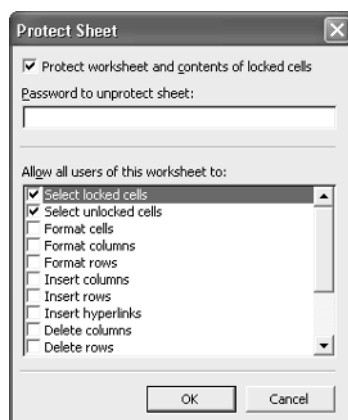 Protect Sheet
Protect worksheet and contents of locked cells
Password to unprotect sheet:
Allow all users of this worksheet to:
Select locked cells
Select unlocked cells
Format cells
Format columns
Format rows
Insert columns
Insert rows
Insert hyperlinks
Delete columns
Delete rows
OK Cancel